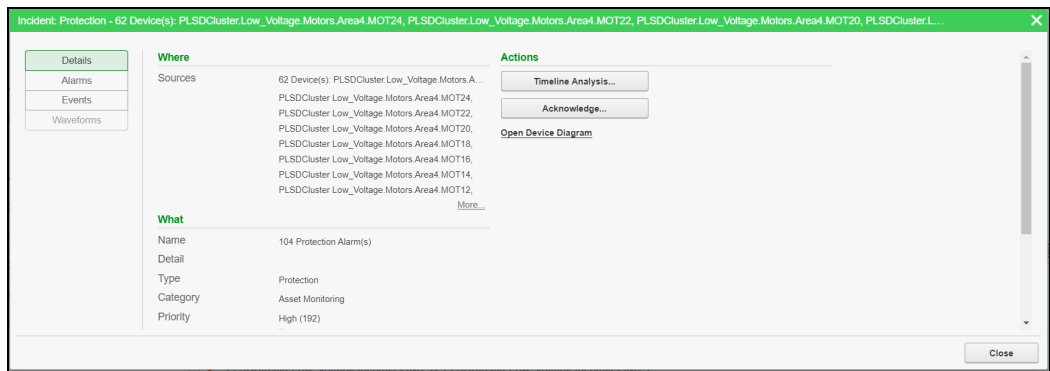 Incident: Protection - 62 Device(s): PLSDCluster.Low_Voltage.Motors.Area4.MOT24, PLSDCluster.Low_Voltage.Motors.Area4.MOT22, PLSDCluster.Low_Voltage.Motors.Area4.MOT20, PLSDCluster.L...
Details
Alarms
Events
Waveforms
Where
Sources
62 Device(s): PLSDCluster.Low_Voltage.Motors.A...
PLSDCluster Low_Voltage.Motors.Area4.MOT24,
PLSDCluster Low_Voltage.Motors.Area4.MOT22,
PLSDCluster Low_Voltage.Motors.Area4.MOT20,
PLSDCluster Low_Voltage.Motors.Area4.MOT18,
PLSDCluster Low_Voltage.Motors.Area4.MOT16,
PLSDCluster Low_Voltage.Motors.Area4.MOT14,
PLSDCluster Low_Voltage.Motors.Area4.MOT12,
More...
What
Name 104 Protection Alarm(s)
Detail
Type Protection
Category Asset Monitoring
Priority High (192)
Actions
Timeline Analysis...
Acknowledge...
Open Device Diagram
Close